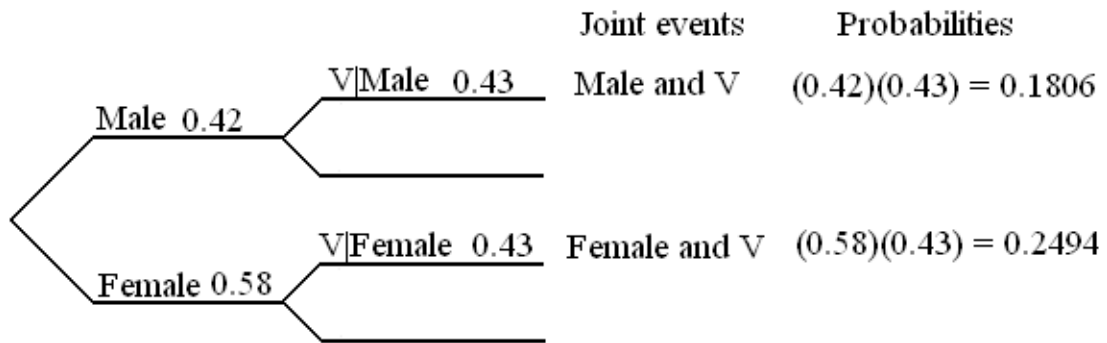 Joint events Probabilities
V|Male 0.43 Male and V (0.42)(0.43) = 0.1806
Male 0.42
V|Female 0.43 Female and V (0.58)(0.43) = 0.2494
Female 0.58